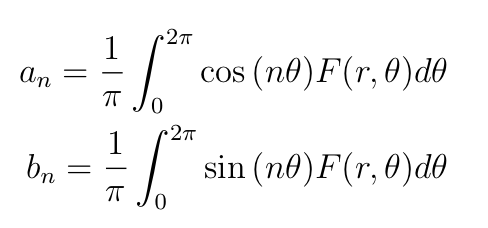 a_n = \frac{1}{\pi} \int_0^{2\pi} \cos{(n\theta)} F(r, \theta) d\theta
b_n = \frac{1}{\pi} \int_0^{2\pi} \sin{(n\theta)} F(r, \theta) d\theta